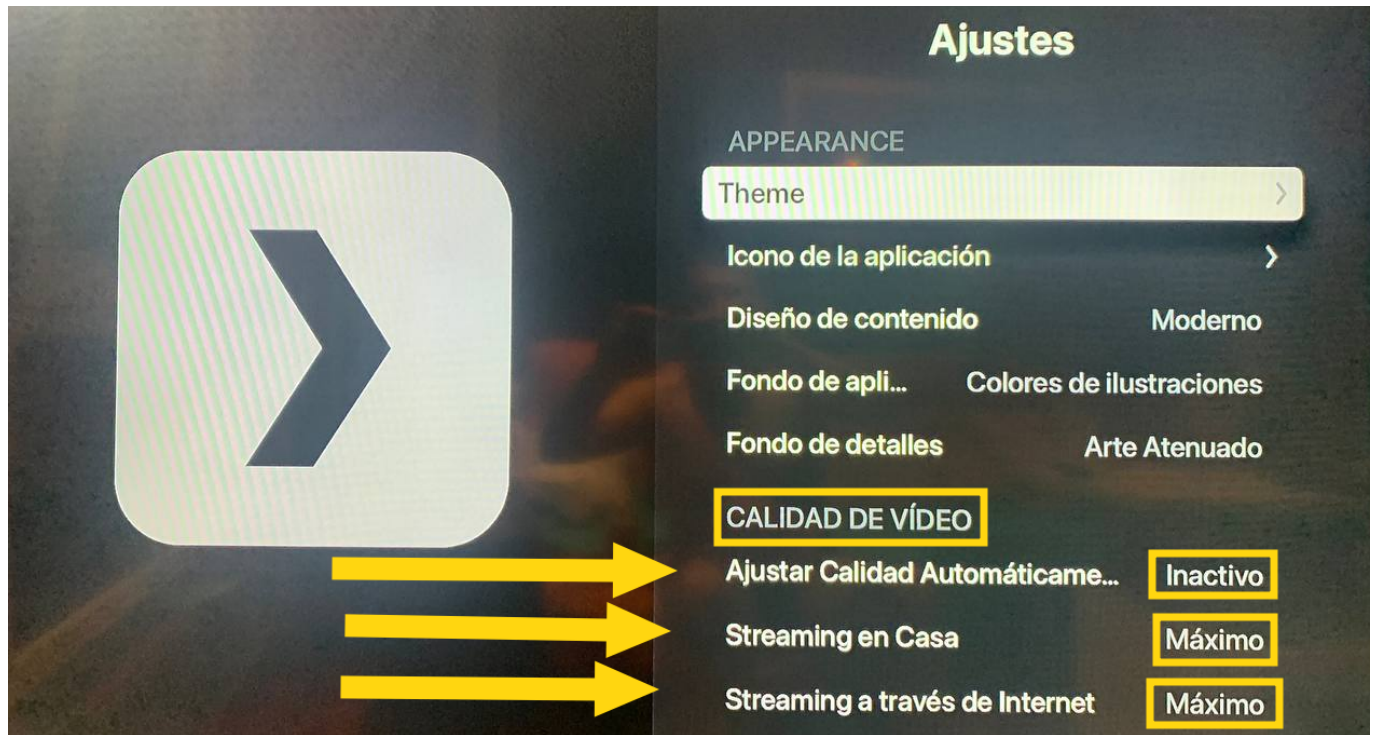 Ajustes
APPEARANCE
Theme
Icono de la aplicación
Diseño de contenido Moderno
Fondo de apli... Colores de ilustraciones
Fondo de detalles Arte Atenuado
CALIDAD DE VÍDEO
Ajustar Calidad Automáticame... Inactivo
Streaming en Casa Máximo
Streaming a través de Internet Máximo